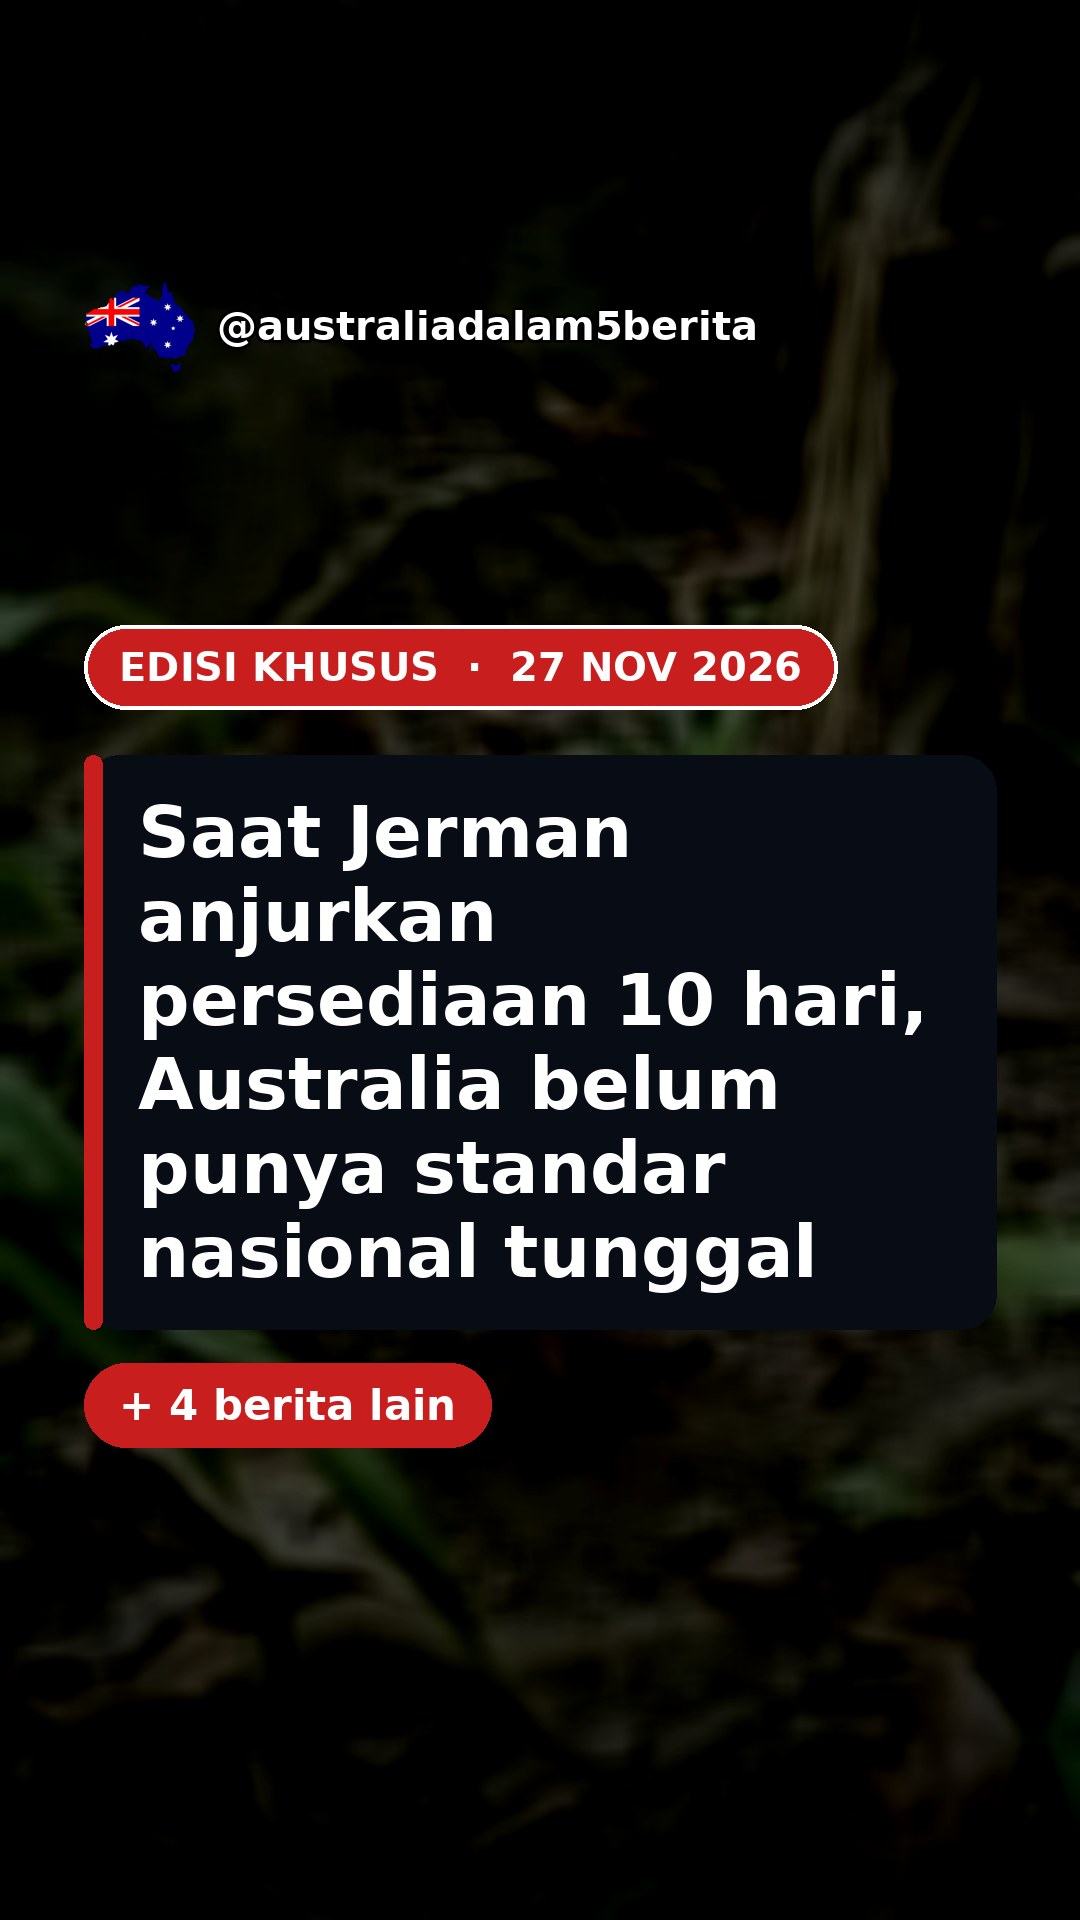 @australiadalam5berita
EDISI KHUSUS · 27 NOV 2026
Saat Jerman
anjurkan
persediaan 10 hari,
Australia belum
punya standar
nasional tunggal
+ 4 berita lain